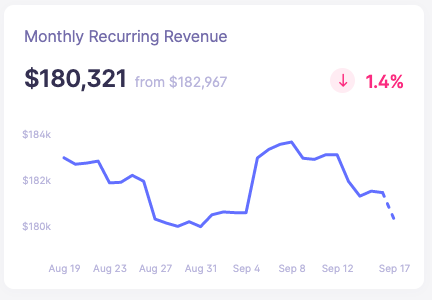 Monthly Recurring Revenue
$180,321 from $182,967 ↓ 1.4%
$184k
$182k
$180k
Aug 19 Aug 23 Aug 27 Aug 31 Sep 4 Sep 8 Sep 12 Sep 17